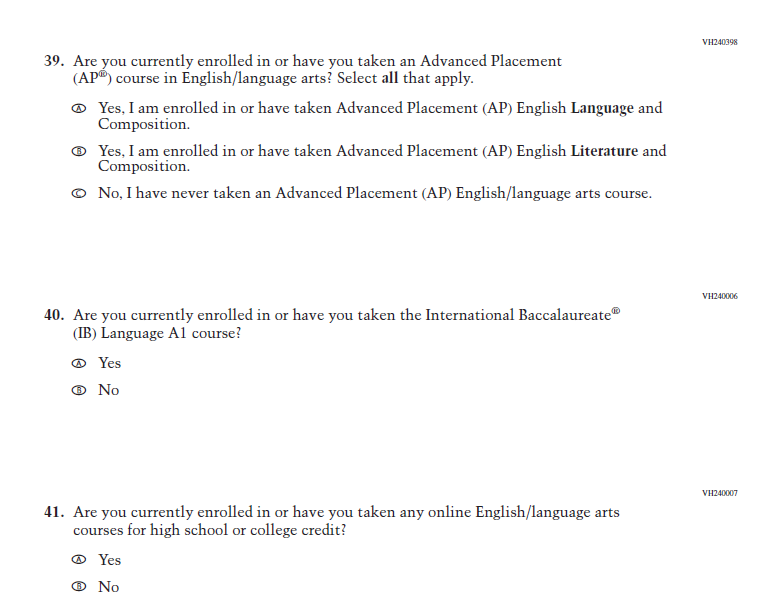 VH240398
39. Are you currently enrolled in or have you taken an Advanced Placement
(AP®) course in English/language arts? Select all that apply.
Ⓐ Yes, I am enrolled in or have taken Advanced Placement (AP) English Language and
Composition.
Ⓑ Yes, I am enrolled in or have taken Advanced Placement (AP) English Literature and
Composition.
Ⓒ No, I have never taken an Advanced Placement (AP) English/language arts course.
VH240006
40. Are you currently enrolled in or have you taken the International Baccalaureate®
(IB) Language A1 course?
Ⓐ Yes
Ⓑ No
VH240007
41. Are you currently enrolled in or have you taken any online English/language arts
courses for high school or college credit?
Ⓐ Yes
Ⓑ No